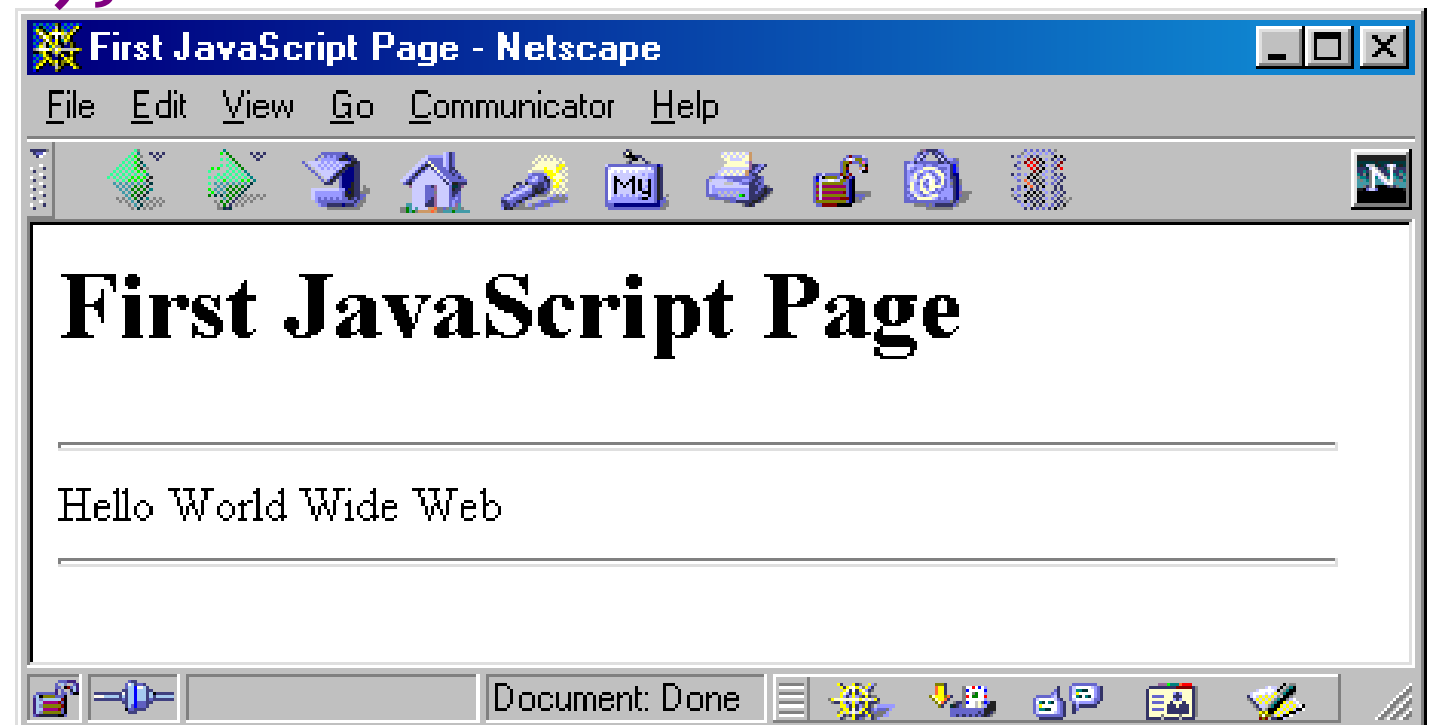 First JavaScript Page - Netscape
File Edit View Go Communicator Help
My
@
N
First JavaScript Page
Hello World Wide Web
Document: Done